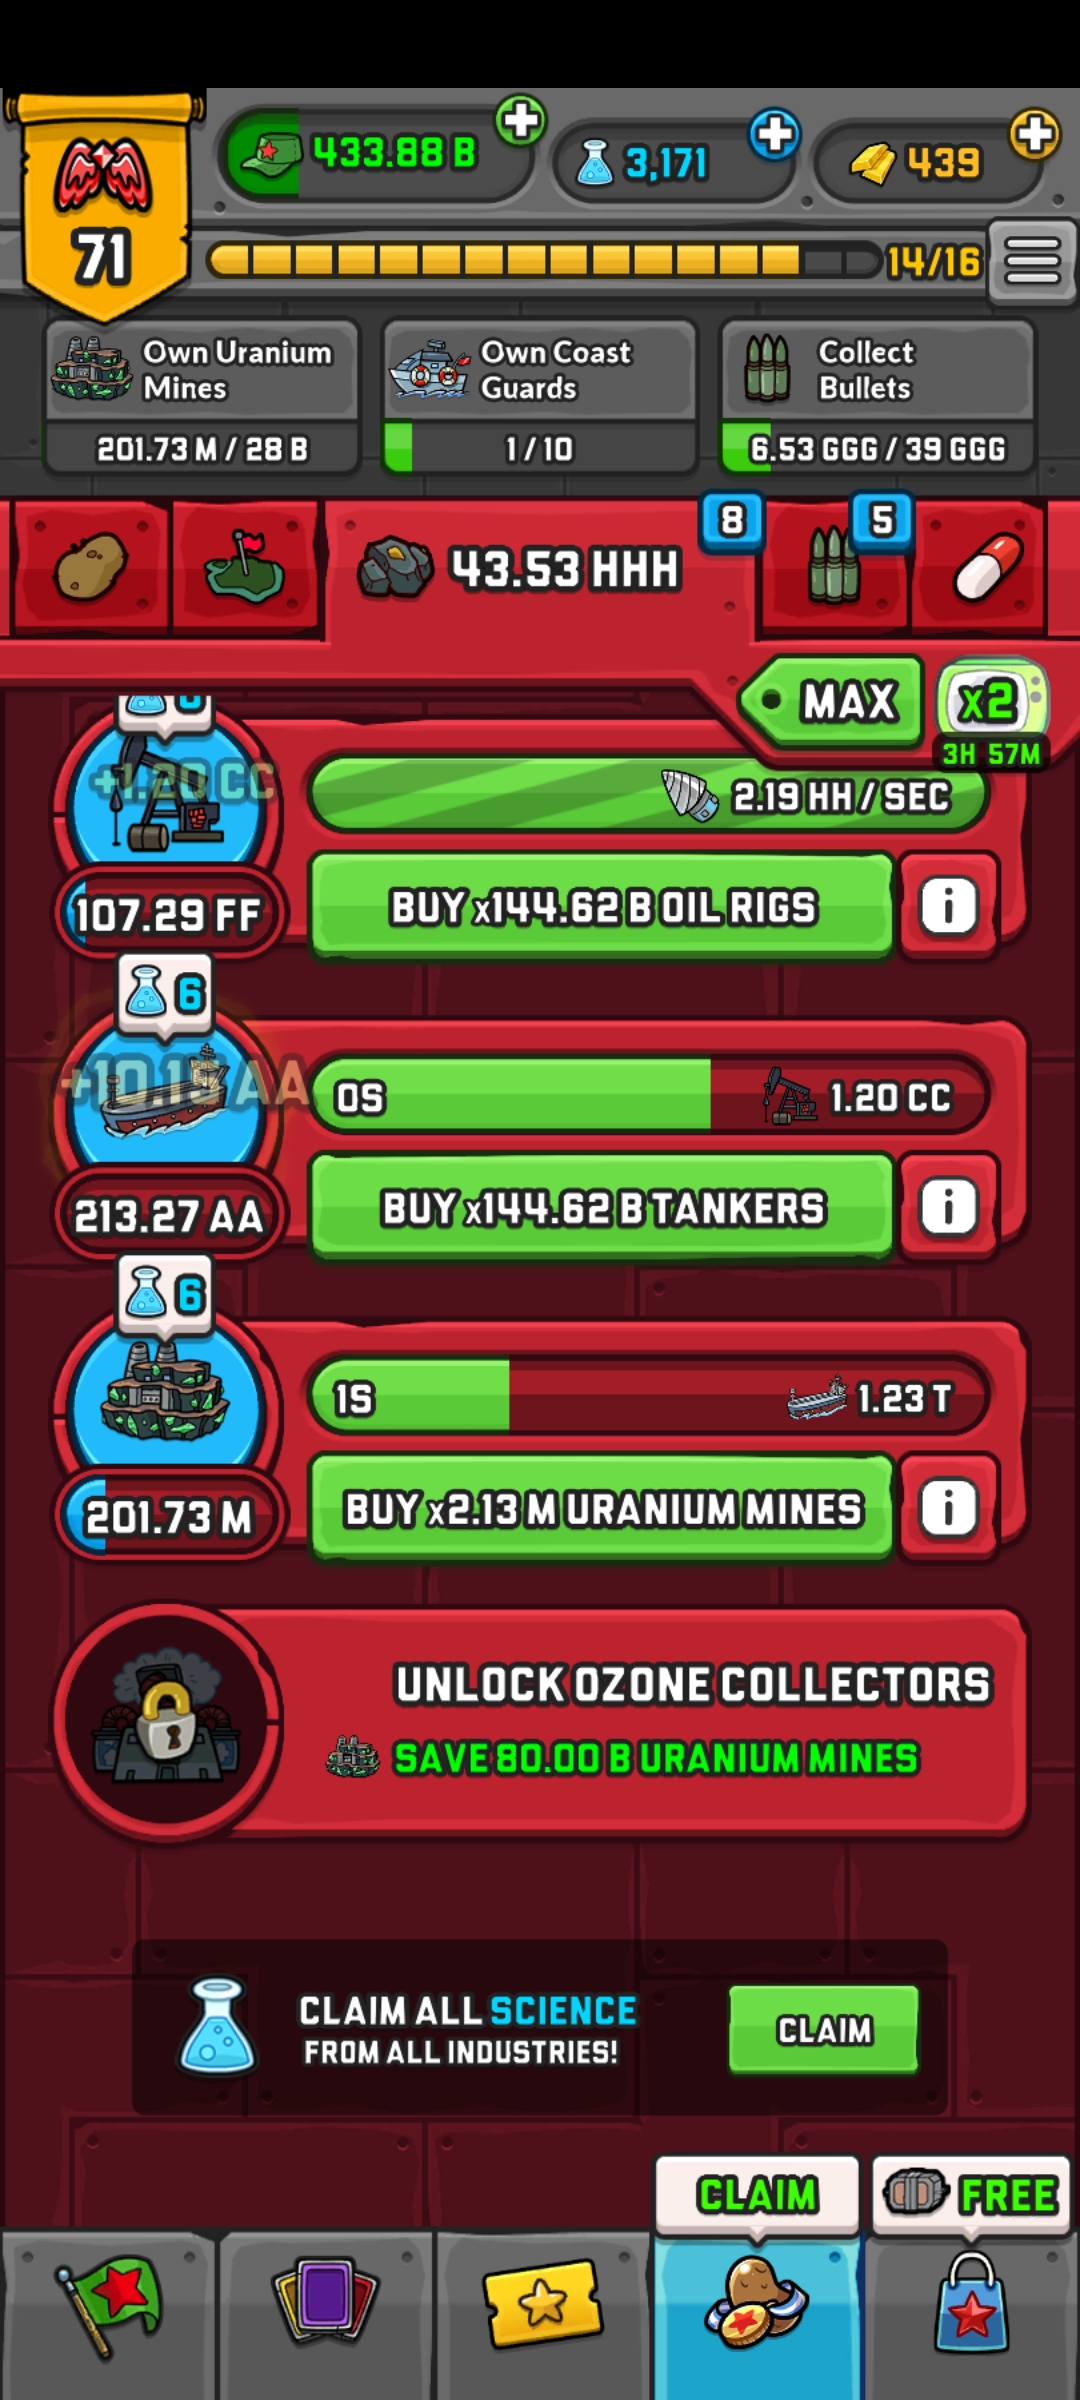 71
433.88 B
3,171
439
14/16
Own Uranium
Mines
201.73 M / 28 B
Own Coast
Guards
1 / 10
Collect
Bullets
6.53 GGG / 39 GGG
43.53 HHH
8
5
MAX
x2
3H 57M
+1.20 CC
2.19 HH / SEC
107.29 FF
BUY x144.62 B OIL RIGS
i
6
0S
1.20 CC
213.27 AA
BUY x144.62 B TANKERS
i
6
1S
1.23 T
201.73 M
BUY x2.13 M URANIUM MINES
i
UNLOCK OZONE COLLECTORS
SAVE 80.00 B URANIUM MINES
CLAIM ALL SCIENCE
FROM ALL INDUSTRIES!
CLAIM
CLAIM
FREE